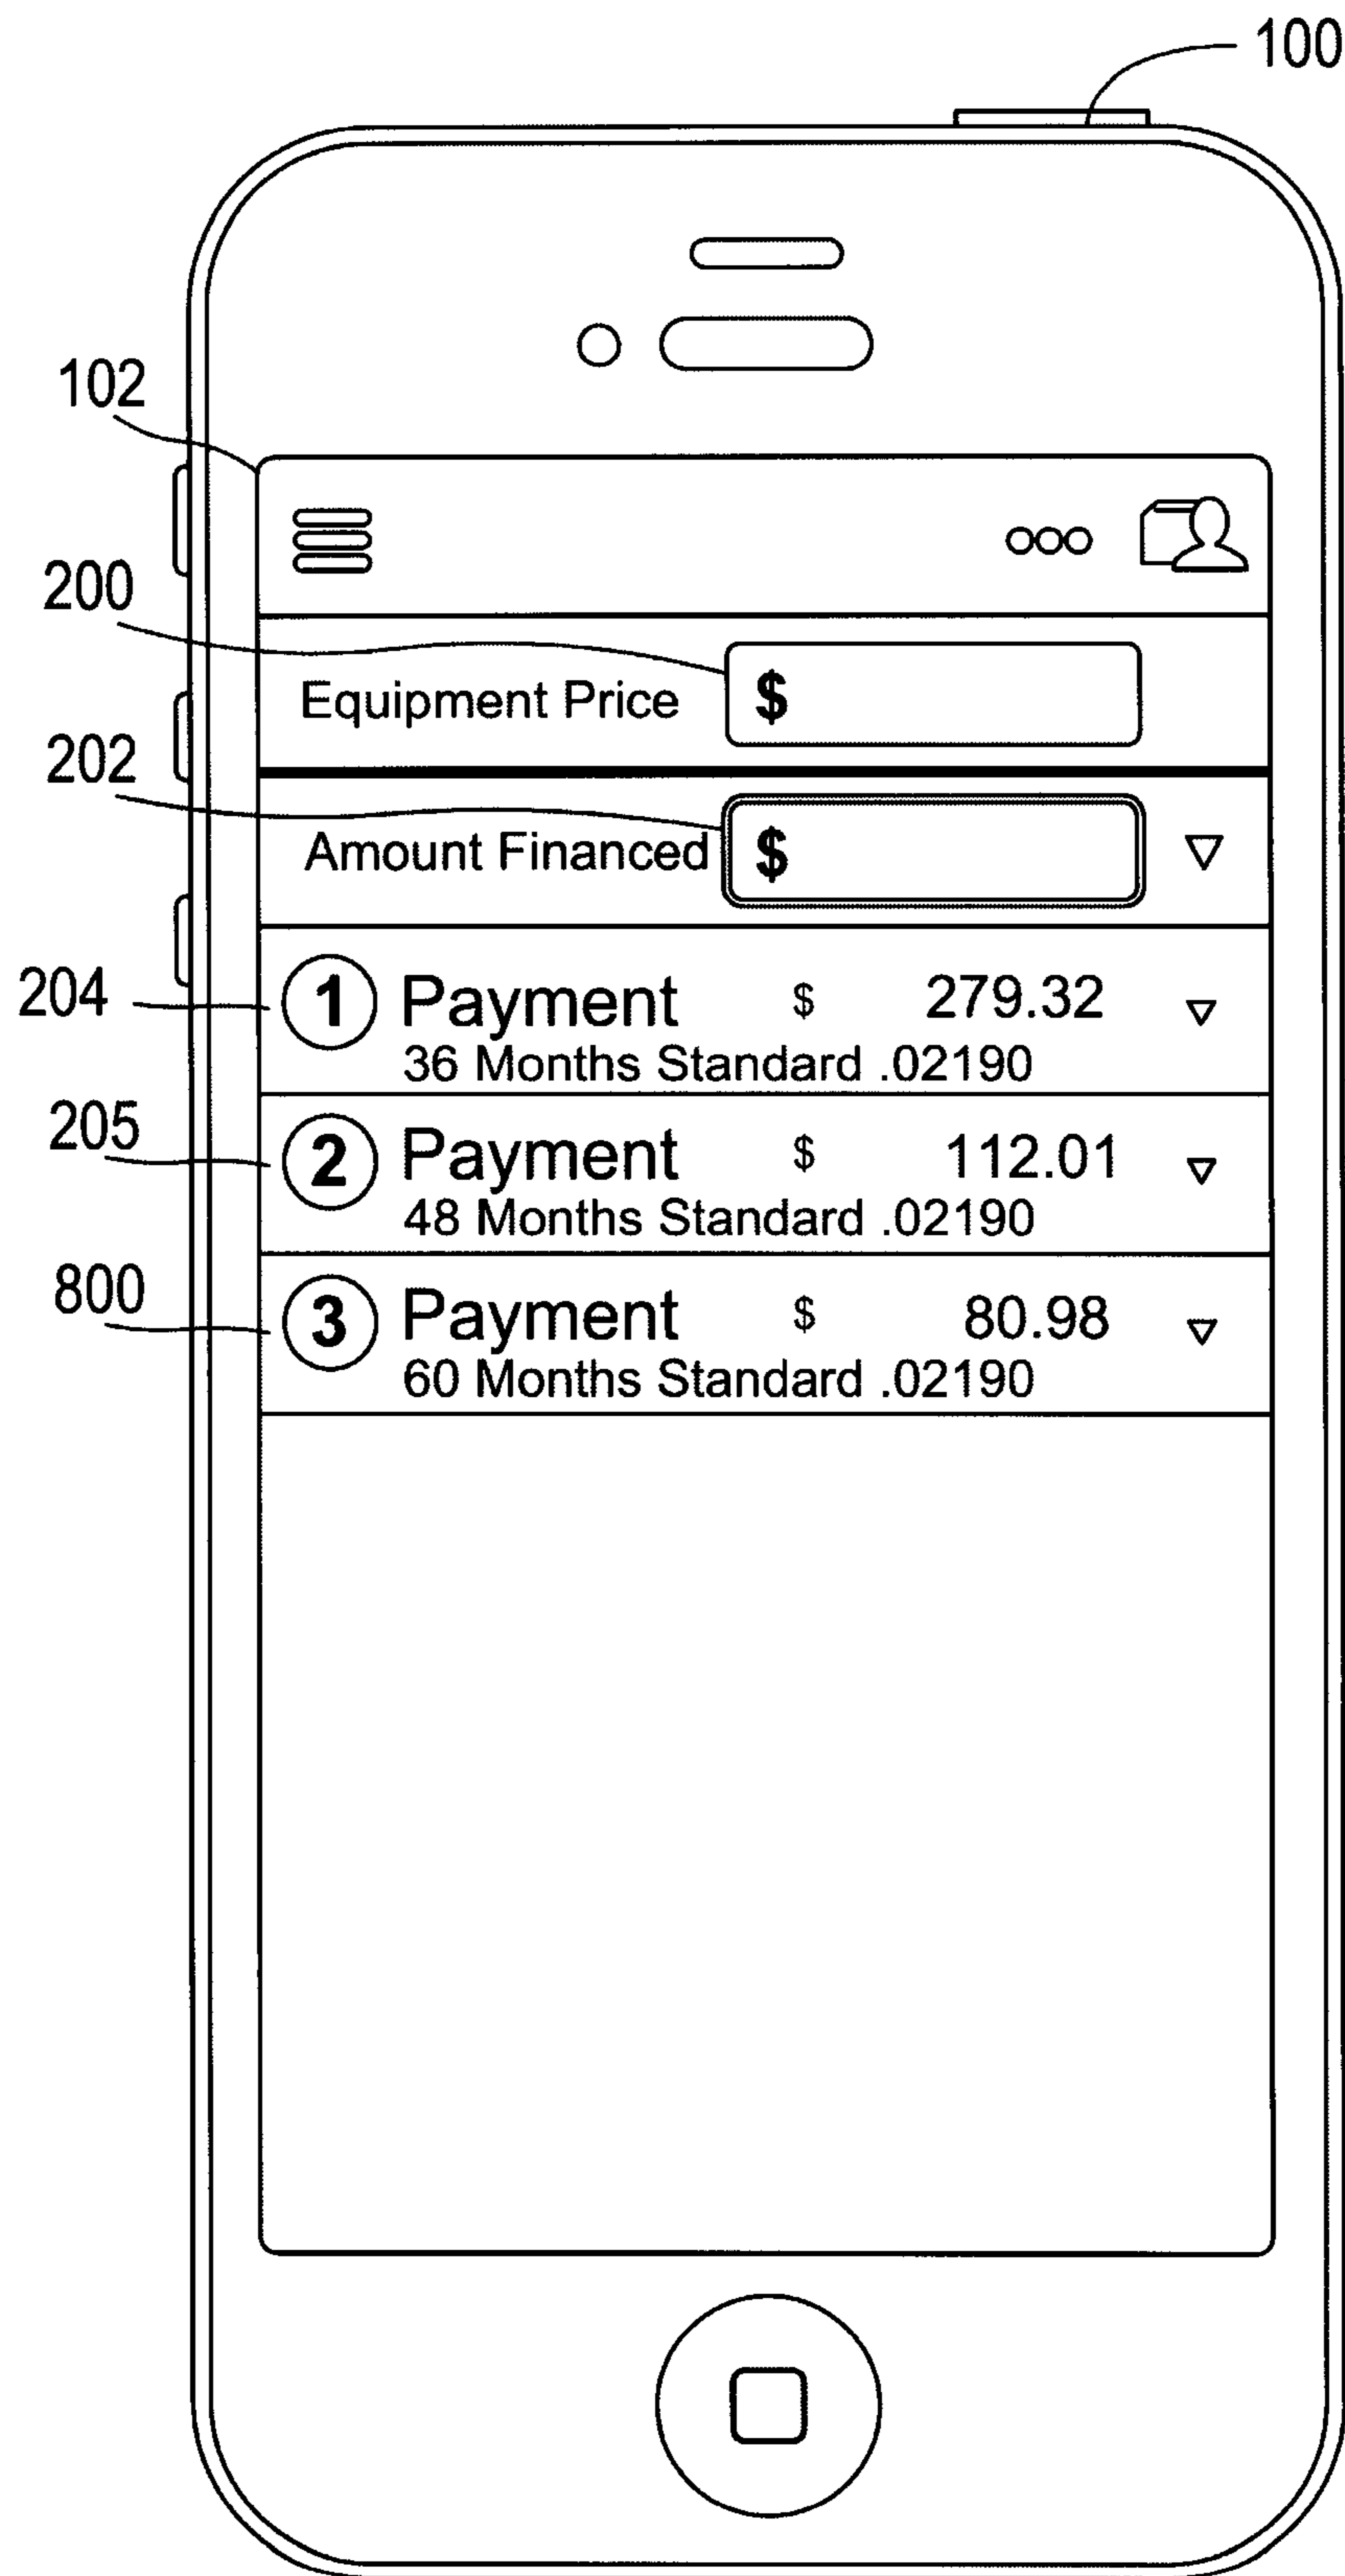 100
102
200
Equipment Price $
202
Amount Financed $
204
1 Payment $ 279.32
36 Months Standard .02190
205
2 Payment $ 112.01
48 Months Standard .02190
800
3 Payment $ 80.98
60 Months Standard .02190